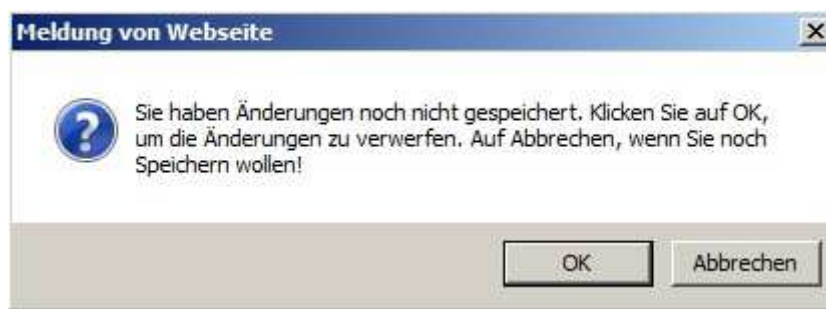 Meldung von Webseite
Sie haben Änderungen noch nicht gespeichert. Klicken Sie auf OK,
um die Änderungen zu verwerfen. Auf Abbrechen, wenn Sie noch
Speichern wollen!
OK
Abbrechen